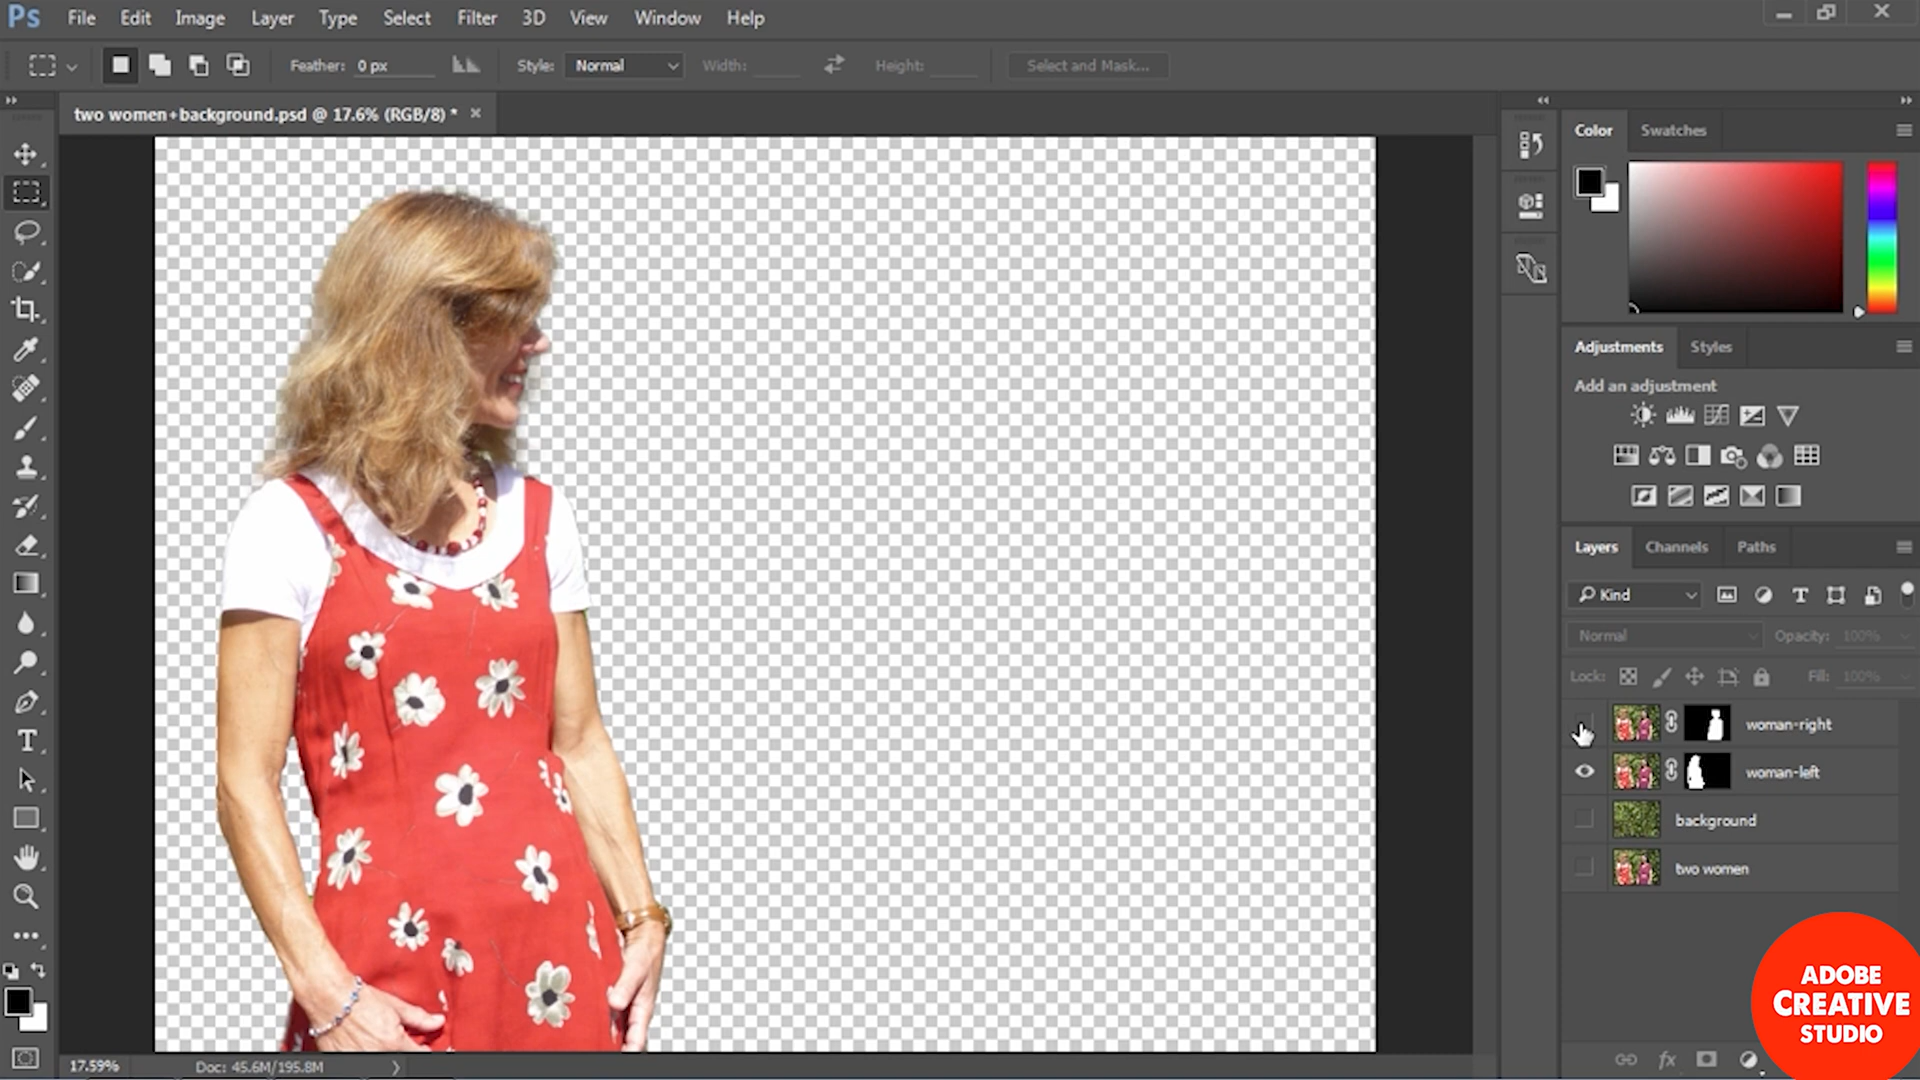 Ps File Edit Image Layer Type Select Filter 3D View Window Help
Feather: 0 px Style: Normal Width: Height: Select and Mask...
two women+background.psd @ 17.6% (RGB/8) *
Color Swatches
Adjustments Styles
Add an adjustment
Layers Channels Paths
Kind
Normal Opacity: 100%
Lock: Fill: 100%
woman-right
woman-left
background
two women
ADOBE
CREATIVE
STUDIO
17.59% Doc: 45.6M/195.8M
fx